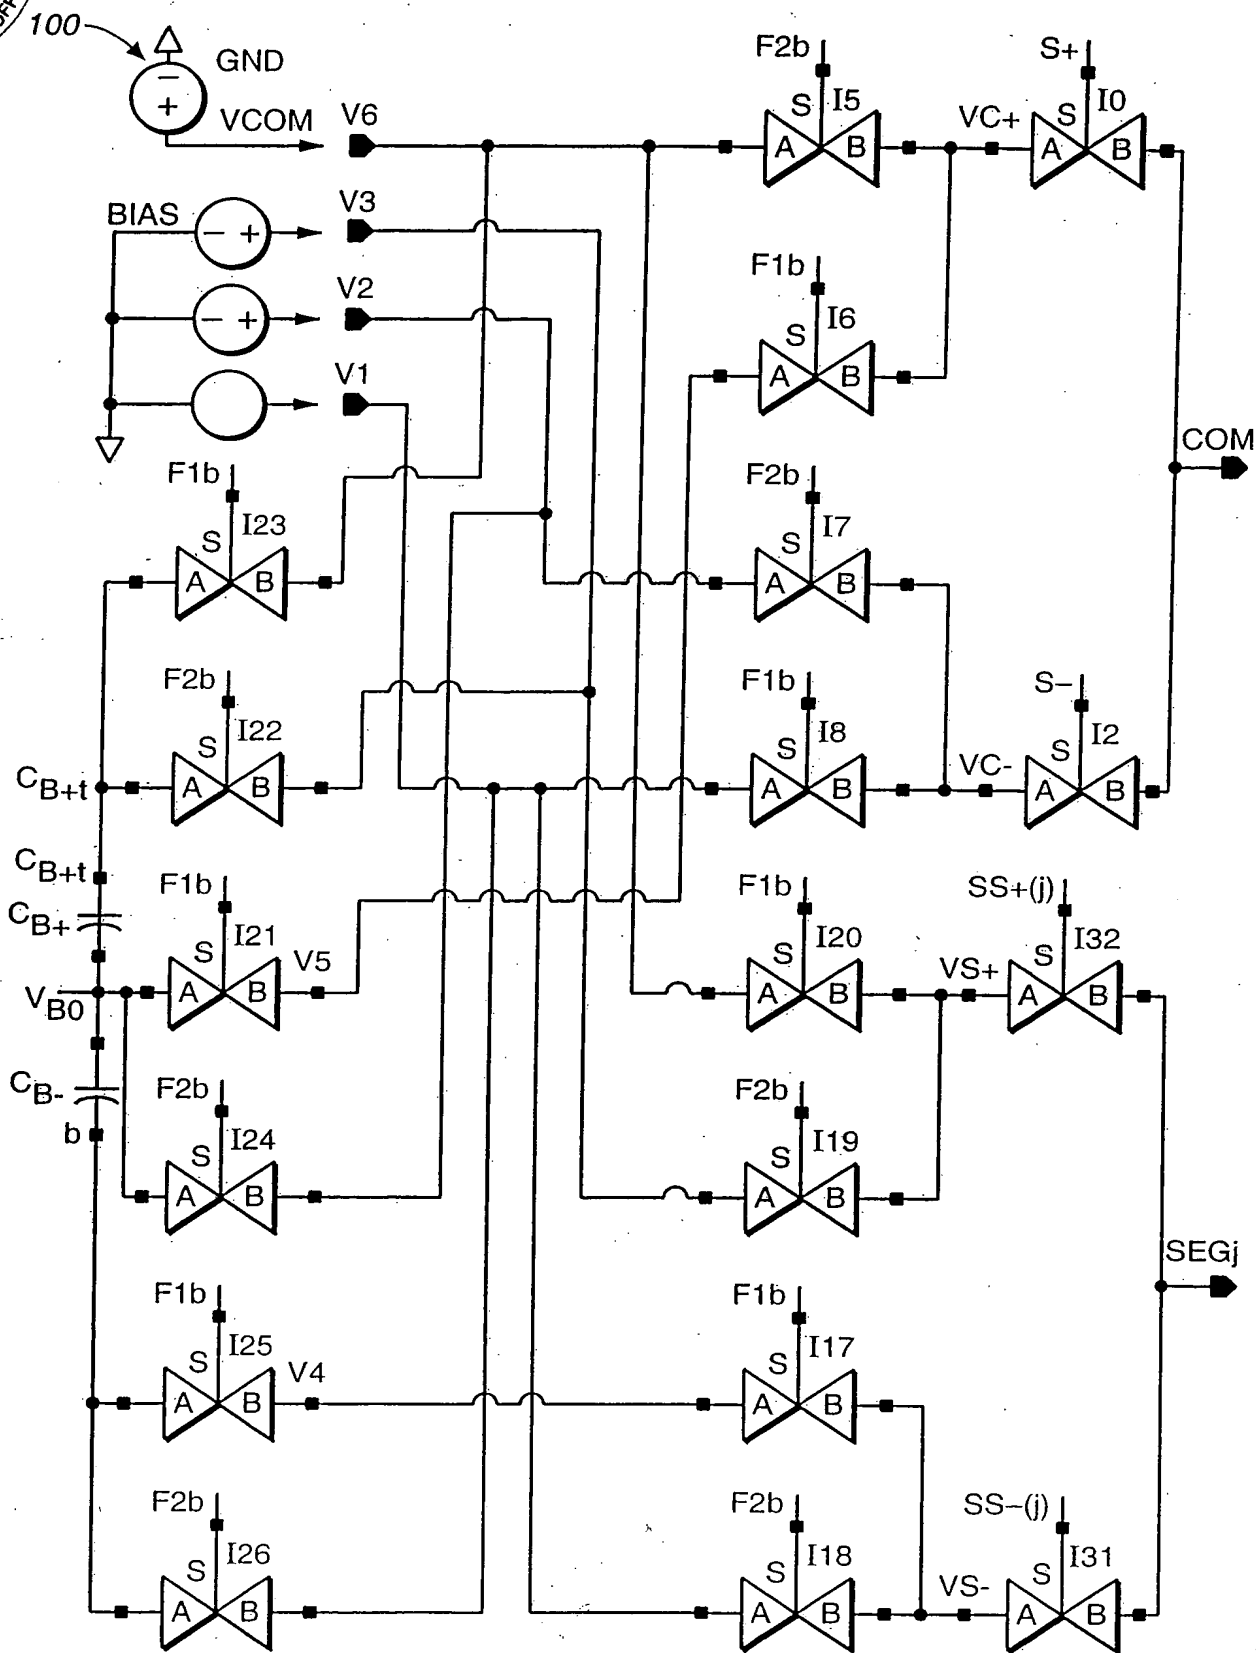 100
GND
VCOM
V6
BIAS
V3
V2
V1
F2b
S I5
A B
VC+
S+
S I0
A B
F1b
S I6
A B
COM
F1b
S I23
A B
F2b
S I7
A B
F2b
S I22
A B
CB+t
F1b
S I8
A B
VC-
S-
S I2
A B
CB+t
CB+
VB0
F1b
S I21
A B
V5
F1b
S I20
A B
VS+
SS+(j)
S I32
A B
CB-
b
F2b
S I24
A B
F2b
S I19
A B
SEGj
F1b
S I25
A B
V4
F1b
S I17
A B
F2b
S I26
A B
F2b
S I18
A B
VS-
SS-(j)
S I31
A B